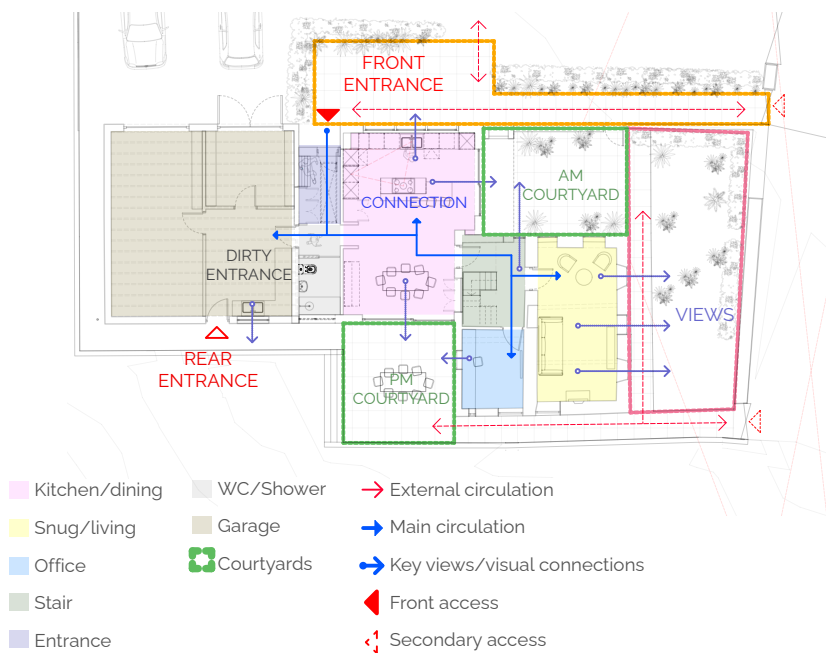 FRONT
ENTRANCE
AM
COURTYARD
CONNECTION
DIRTY
ENTRANCE
VIEWS
REAR
ENTRANCE
PM
COURTYARD
Kitchen/dining
Snug/living
Office
Stair
Entrance
WC/Shower
Garage
Courtyards
External circulation
Main circulation
Key views/visual connections
Front access
Secondary access